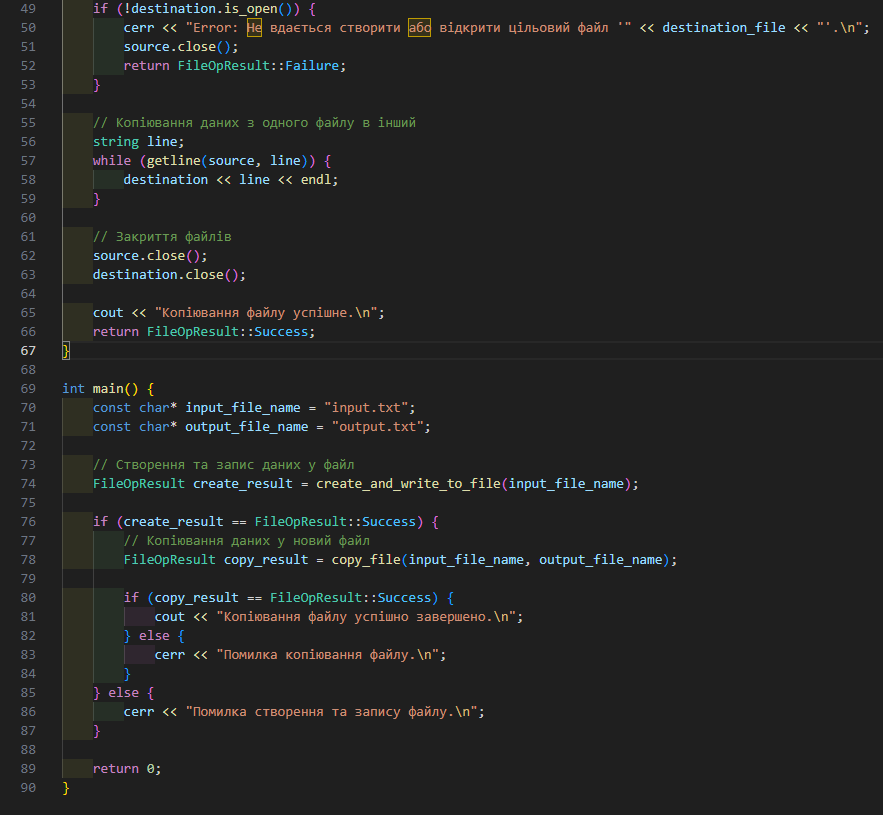 49 if (!destination.is_open()) {
50 cerr << "Error: Не вдається створити або відкрити цільовий файл '" << destination_file << "'.\n";
51 source.close();
52 return FileOpResult::Failure;
53 }
54
55 // Копіювання даних з одного файлу в інший
56 string line;
57 while (getline(source, line)) {
58 destination << line << endl;
59 }
60
61 // Закриття файлів
62 source.close();
63 destination.close();
64
65 cout << "Копіювання файлу успішне.\n";
66 return FileOpResult::Success;
67 }
68
69 int main() {
70 const char* input_file_name = "input.txt";
71 const char* output_file_name = "output.txt";
72
73 // Створення та запис даних у файл
74 FileOpResult create_result = create_and_write_to_file(input_file_name);
75
76 if (create_result == FileOpResult::Success) {
77 // Копіювання даних у новий файл
78 FileOpResult copy_result = copy_file(input_file_name, output_file_name);
79
80 if (copy_result == FileOpResult::Success) {
81 cout << "Копіювання файлу успішно завершено.\n";
82 } else {
83 cerr << "Помилка копіювання файлу.\n";
84 }
85 } else {
86 cerr << "Помилка створення та запису файлу.\n";
87 }
88
89 return 0;
90 }